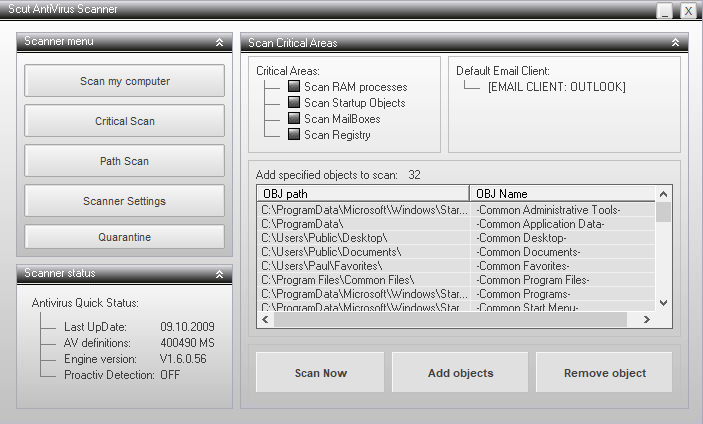 Scut AntiVirus Scanner
Scanner menu
Scan my computer
Critical Scan
Path Scan
Scanner Settings
Quarantine
Scanner status
Antivirus Quick Status:
Last UpDate: 09.10.2009
AV definitions: 400490 MS
Engine version: V1.6.0.56
Proactiv Detection: OFF
Scan Critical Areas
Critical Areas:
Scan RAM processes
Scan Startup Objects
Scan MailBoxes
Scan Registry
Default Email Client:
[EMAIL CLIENT: OUTLOOK]
Add specified objects to scan: 32
OBJ path OBJ Name
C:\ProgramData\Microsoft\Windows\Star... -Common Administrative Tools-
C:\ProgramData\ -Common Application Data-
C:\Users\Public\Desktop\ -Common Desktop-
C:\Users\Public\Documents\ -Common Documents-
C:\Users\Paul\Favorites\ -Common Favorites-
C:\Program Files\Common Files\ -Common Program Files-
C:\ProgramData\Microsoft\Windows\Star... -Common Programs-
C:\ProgramData\Microsoft\Windows\Star... -Common Start Menu-
Scan Now Add objects Remove object